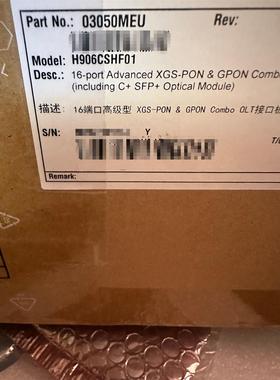 Part No.: 03050MEU Rev:
Model: H906CSHF01
Desc.: 16-port Advanced XGS-PON & GPON Combo
(including C+ SFP+ Optical Module)
描述: 16端口高级型 XGS-PON & GPON Combo OLT接口板
S/N: Y
Remark: